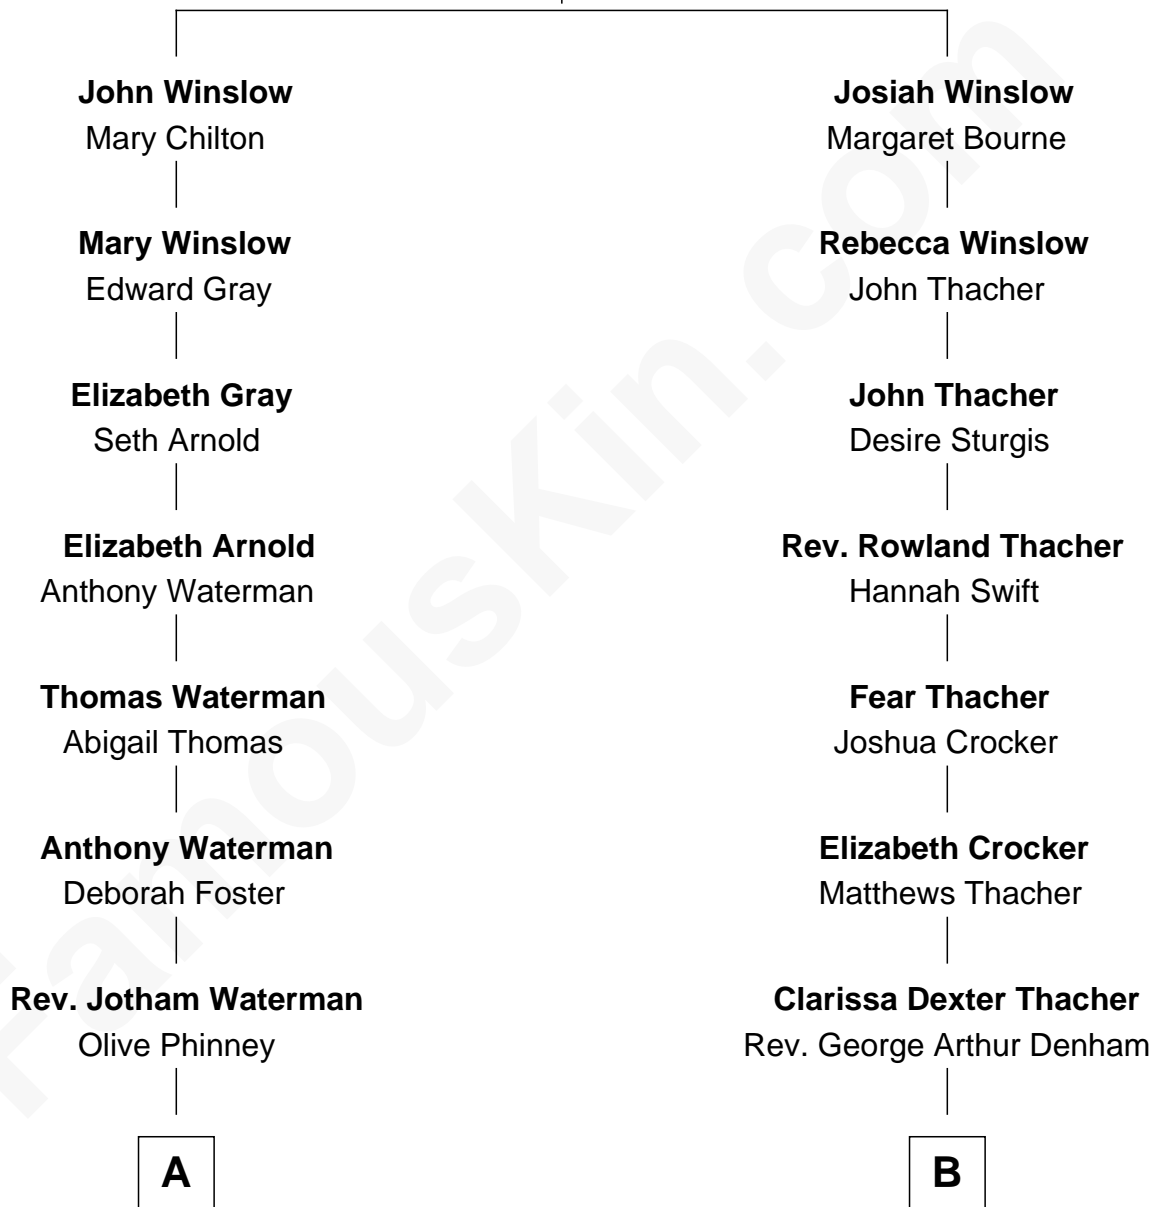 John Winslow
Mary Chilton
Mary Winslow
Edward Gray
Elizabeth Gray
Seth Arnold
Elizabeth Arnold
Anthony Waterman
Thomas Waterman
Abigail Thomas
Anthony Waterman
Deborah Foster
Rev. Jotham Waterman
Olive Phinney
A
Josiah Winslow
Margaret Bourne
Rebecca Winslow
John Thacher
John Thacher
Desire Sturgis
Rev. Rowland Thacher
Hannah Swift
Fear Thacher
Joshua Crocker
Elizabeth Crocker
Matthews Thacher
Clarissa Dexter Thacher
Rev. George Arthur Denham
B
FamousKin.com